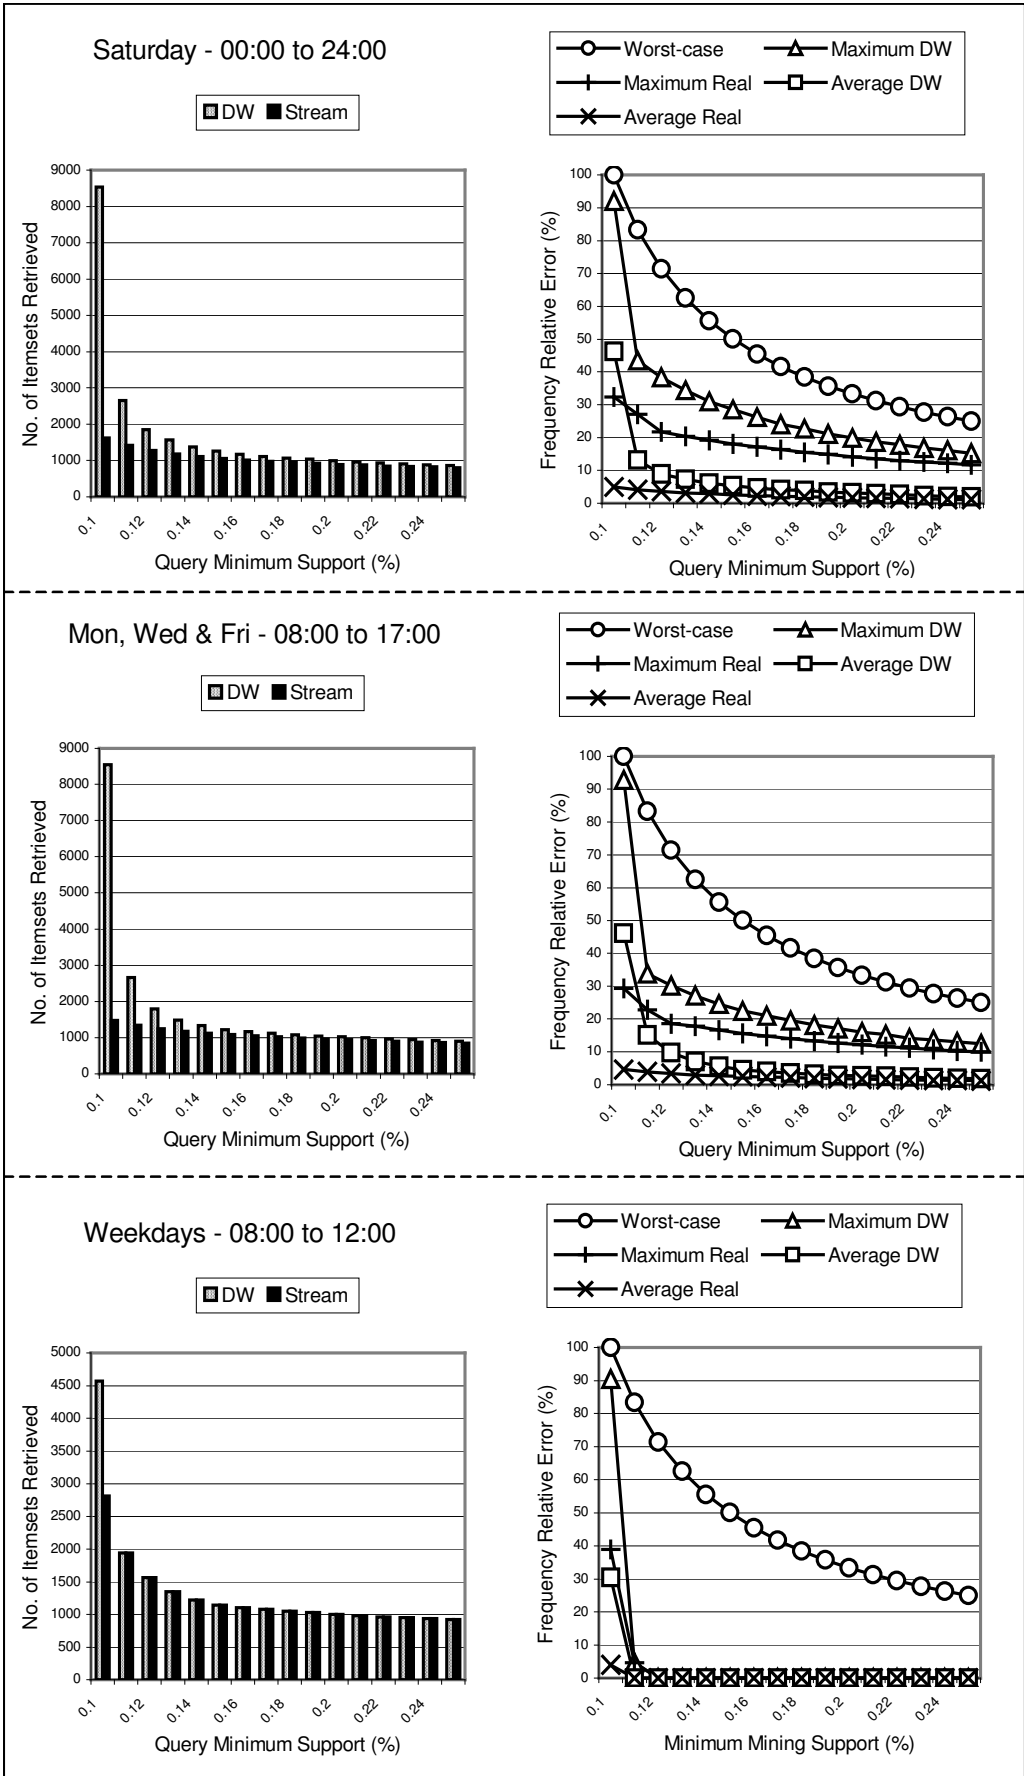 Saturday - 00:00 to 24:00
DW Stream
9000
8000
7000
6000
5000
4000
3000
2000
1000
0
No. of Itemsets Retrieved
0.1 0.12 0.14 0.16 0.18 0.2 0.22 0.24
Query Minimum Support (%)
Worst-case Maximum DW
Maximum Real Average DW
Average Real
100
90
80
70
60
50
40
30
20
10
0
Frequency Relative Error (%)
0.1 0.12 0.14 0.16 0.18 0.2 0.22 0.24
Query Minimum Support (%)
Mon, Wed & Fri - 08:00 to 17:00
DW Stream
9000
8000
7000
6000
5000
4000
3000
2000
1000
0
No. of Itemsets Retrieved
0.1 0.12 0.14 0.16 0.18 0.2 0.22 0.24
Query Minimum Support (%)
Worst-case Maximum DW
Maximum Real Average DW
Average Real
100
90
80
70
60
50
40
30
20
10
0
Frequency Relative Error (%)
0.1 0.12 0.14 0.16 0.18 0.2 0.22 0.24
Query Minimum Support (%)
Weekdays - 08:00 to 12:00
DW Stream
5000
4500
4000
3500
3000
2500
2000
1500
1000
500
0
No. of Itemsets Retrieved
0.1 0.12 0.14 0.16 0.18 0.2 0.22 0.24
Query Minimum Support (%)
Worst-case Maximum DW
Maximum Real Average DW
Average Real
100
90
80
70
60
50
40
30
20
10
0
Frequency Relative Error (%)
0.1 0.12 0.14 0.16 0.18 0.2 0.22 0.24
Minimum Mining Support (%)